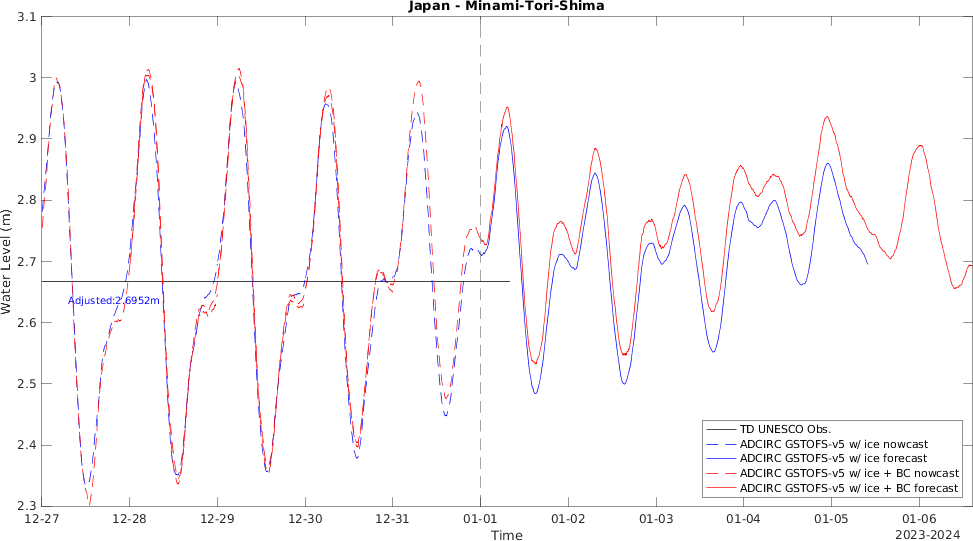 Japan - Minami-Tori-Shima
3.1
3
2.9
2.8
2.7
2.6
2.5
2.4
2.3
Water Level (m)
Adjusted:2.6952m
TD UNESCO Obs.
ADCIRC GSTOFS-v5 w/ ice nowcast
ADCIRC GSTOFS-v5 w/ ice forecast
ADCIRC GSTOFS-v5 w/ ice + BC nowcast
ADCIRC GSTOFS-v5 w/ ice + BC forecast
12-27 12-28 12-29 12-30 12-31 01-01 01-02 01-03 01-04 01-05 01-06
Time
2023-2024